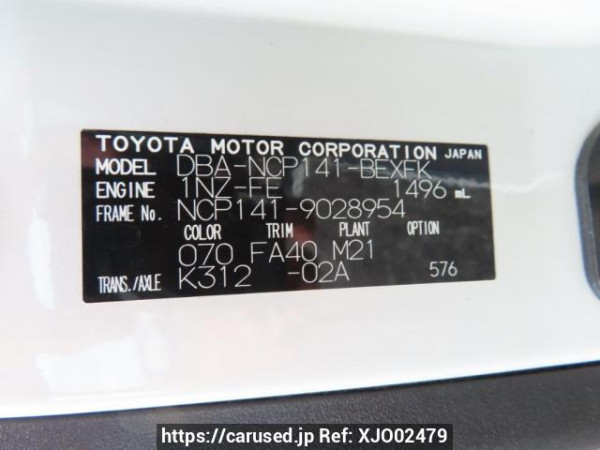 TOYOTA MOTOR CORPORATION JAPAN
MODEL DBA-NCP141-BEXFK
ENGINE 1NZ-FE 1496 mL
FRAME No. NCP141-9028954
COLOR TRIM PLANT OPTION
070 FA40 M21
TRANS./AXLE K312 -02A 576
https://carused.jp Ref: XJO02479